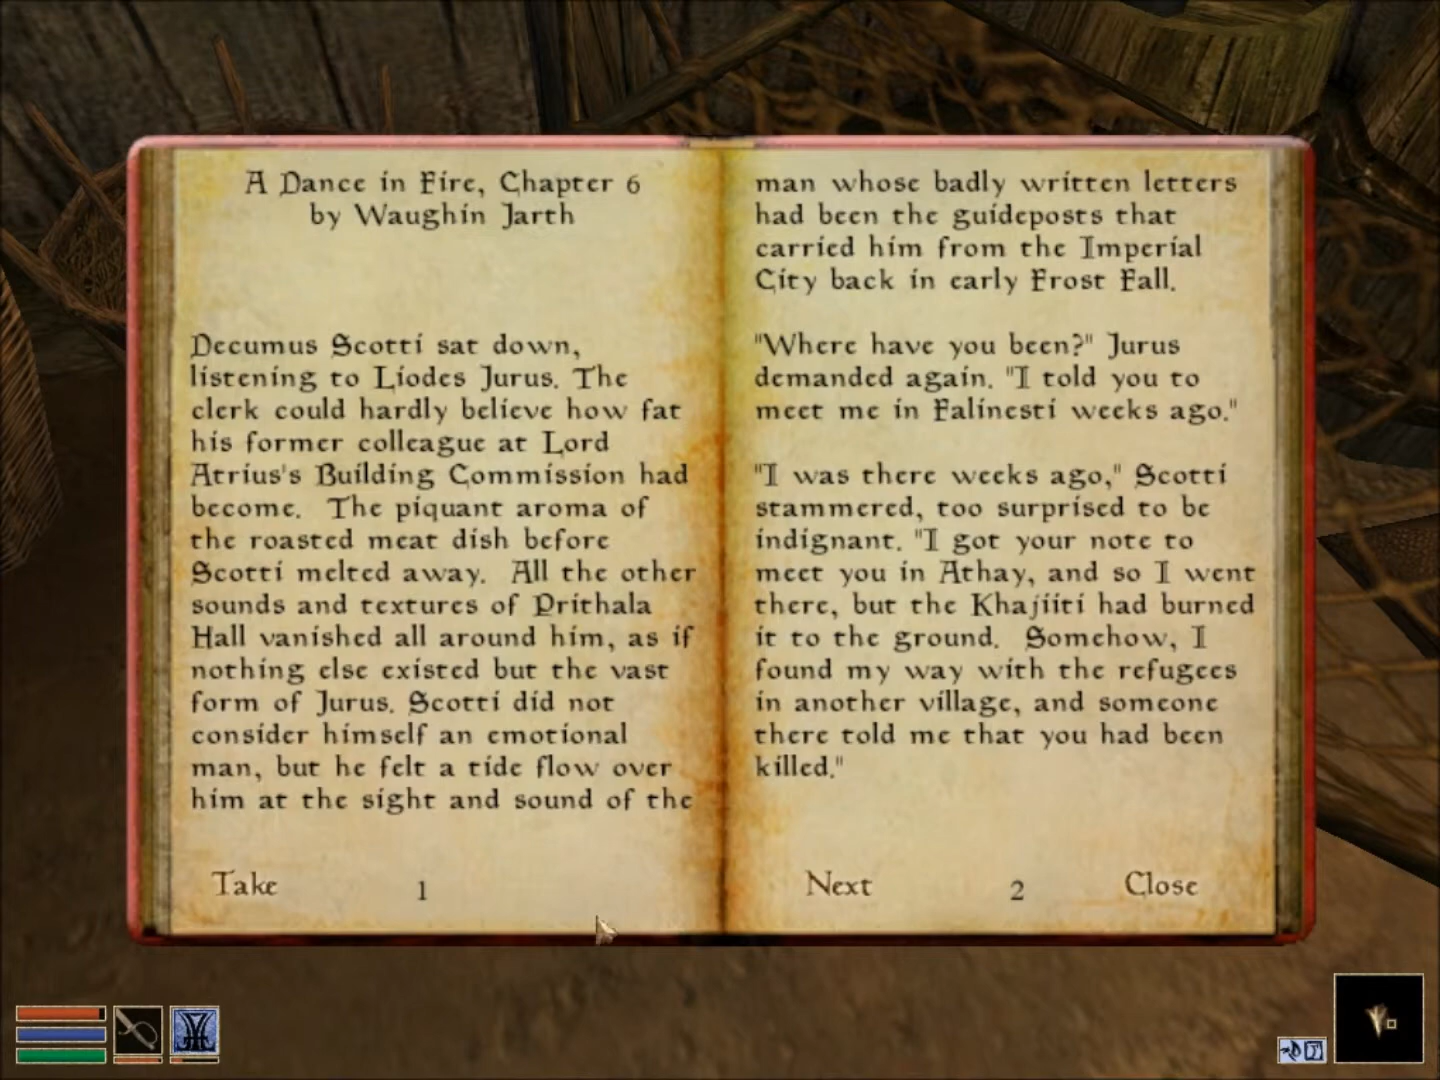 A Dance in Fire, Chapter 6
by Waughin Jarth
Decumus Scotti sat down,
listening to Liodes Jurus. The
clerk could hardly believe how fat
his former colleague at Lord
Atrius's Building Commission had
become.  The piquant aroma of
the roasted meat dish before
Scotti melted away.  All the other
sounds and textures of Prithala
Hall vanished all around him, as if
nothing else existed but the vast
form of Jurus. Scotti did not
consider himself an emotional
man, but he felt a tide flow over
him at the sight and sound of the
man whose badly written letters
had been the guideposts that
carried him from the Imperial
City back in early Frost Fall.
"Where have you been?" Jurus
demanded again. "I told you to
meet me in Falinesti weeks ago."
"I was there weeks ago," Scotti
stammered, too surprised to be
indignant. "I got your note to
meet you in Athay, and so I went
there, but the Khajiiti had burned
it to the ground.  Somehow, I
found my way with the refugees
in another village, and someone
there told me that you had been
killed."
Take 1 Next 2 Close